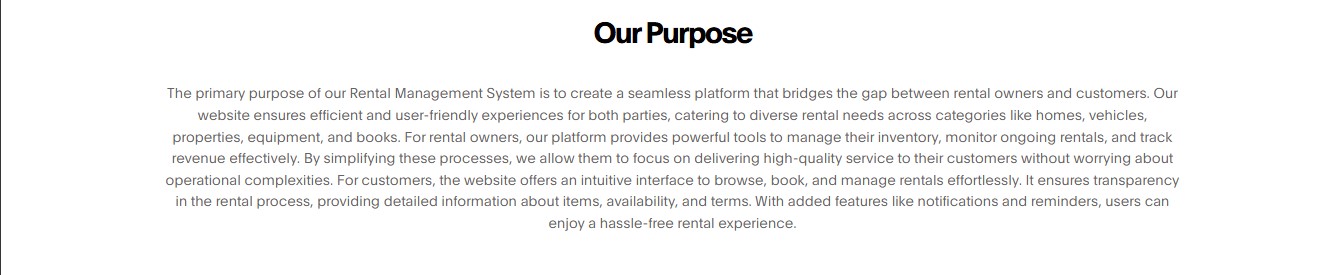 Our Purpose
The primary purpose of our Rental Management System is to create a seamless platform that bridges the gap between rental owners and customers. Our
website ensures efficient and user-friendly experiences for both parties, catering to diverse rental needs across categories like homes, vehicles,
properties, equipment, and books. For rental owners, our platform provides powerful tools to manage their inventory, monitor ongoing rentals, and track
revenue effectively. By simplifying these processes, we allow them to focus on delivering high-quality service to their customers without worrying about
operational complexities. For customers, the website offers an intuitive interface to browse, book, and manage rentals effortlessly. It ensures transparency
in the rental process, providing detailed information about items, availability, and terms. With added features like notifications and reminders, users can
enjoy a hassle-free rental experience.